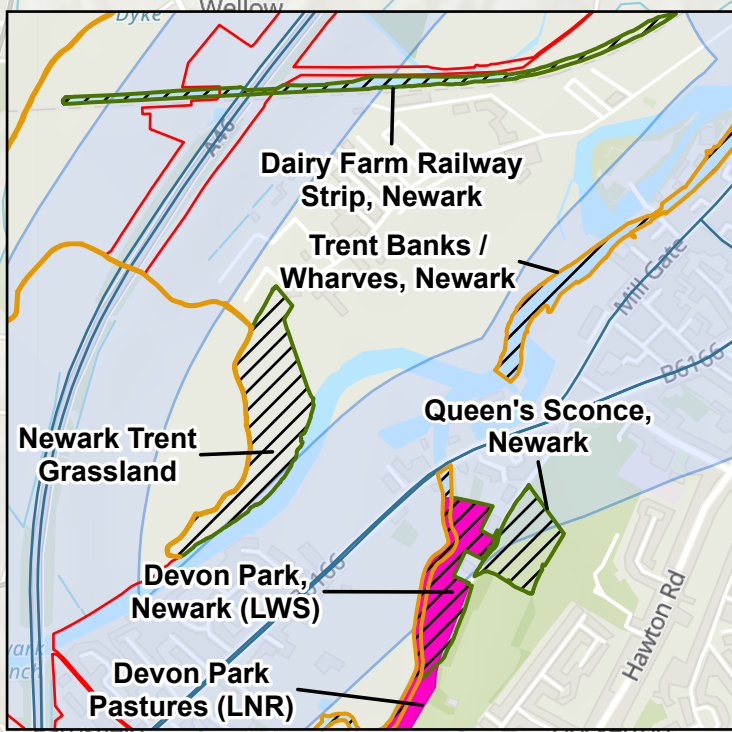 Wellow
Dyke
A46
Dairy Farm Railway
Strip, Newark
Trent Banks /
Wharves, Newark
Mill Gate
B6166
Queen's Sconce,
Newark
Newark Trent
Grassland
Devon Park,
Newark (LWS)
Hawton Rd
Devon Park
Pastures (LNR)